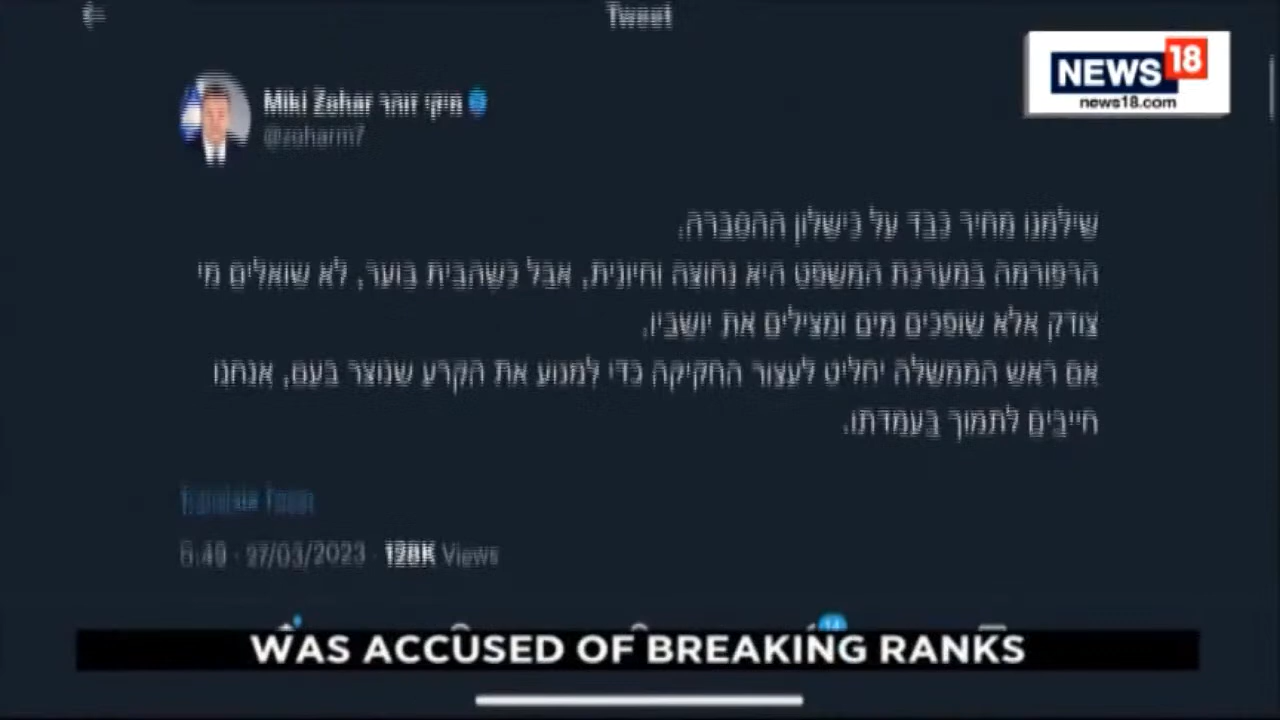 Tweet
NEWS 18
news18.com
Miki Zohar מיקי זוהר
@zoharm7
שילמנו מחיר כבד על כישלון ההסברה.
הרפורמה במערכת המשפט היא נחוצה וחיונית, אבל כשהבית בוער, לא שואלים מי
צודק אלא שופכים מים ומצילים את יושביו.
אם ראש הממשלה יחליט לעצור החקיקה כדי למנוע את הקרע שנוצר בעם, אנחנו
חייבים לתמוך בעמדתו.
Translate Tweet
27/03/2023 · 128K Views
14
WAS ACCUSED OF BREAKING RANKS